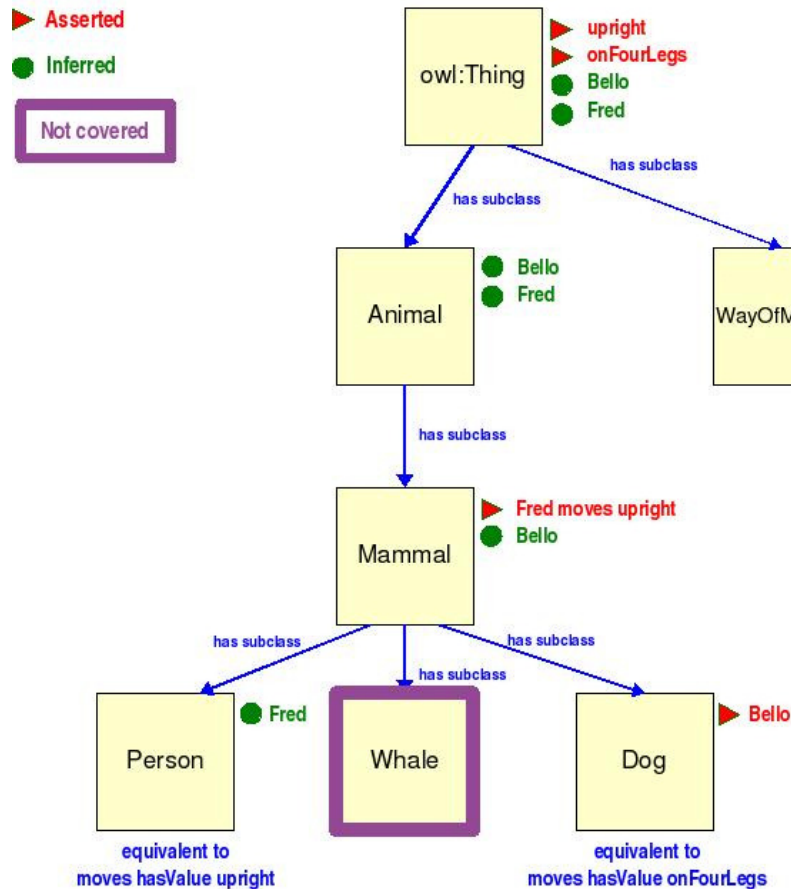 Asserted
Inferred
Not covered
owl:Thing
upright
onFourLegs
Bello
Fred
has subclass
has subclass
Animal
Bello
Fred
WayOfM
has subclass
Mammal
Fred moves upright
Bello
has subclass
has subclass
has subclass
Person
Fred
Whale
Dog
Bello
equivalent to
moves hasValue upright
equivalent to
moves hasValue onFourLegs